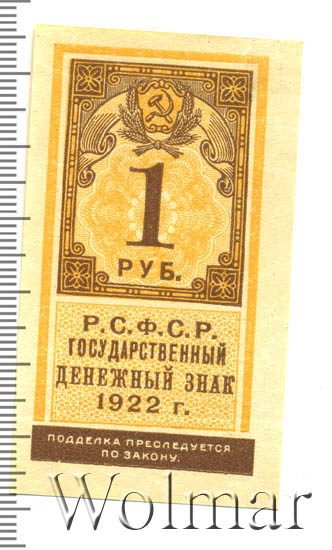 1
РУБ.
Р.С.Ф.С.Р.
ГОСУДАРСТВЕННЫЙ
ДЕНЕЖНЫЙ ЗНАК
1922 г.
ПОДДЕЛКА ПРЕСЛЕДУЕТСЯ
ПО ЗАКОНУ.
Wolmar